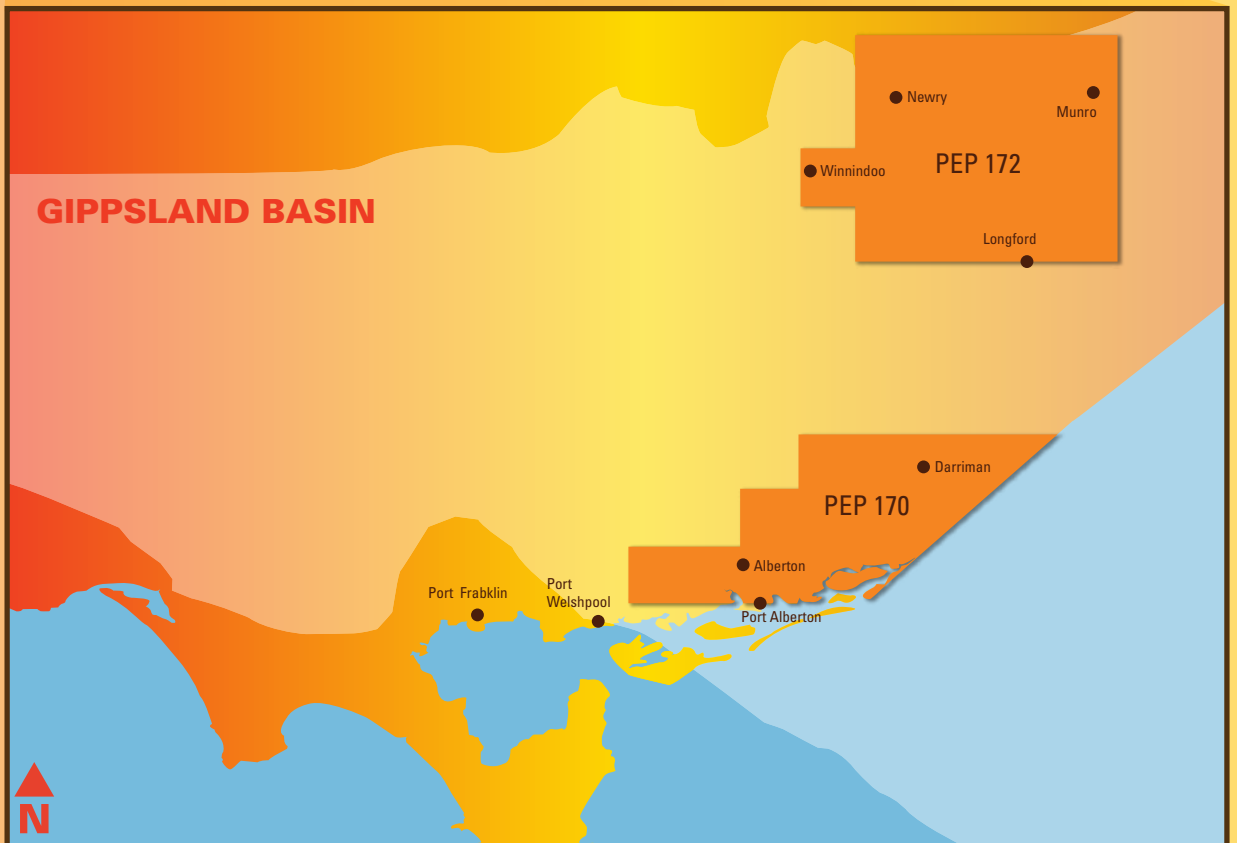 Newry
Munro
Winnindoo
PEP 172
GIPPSLAND BASIN
Longford
Darriman
PEP 170
Alberton
Port Frabklin
Port
Welshpool
Port Alberton
N